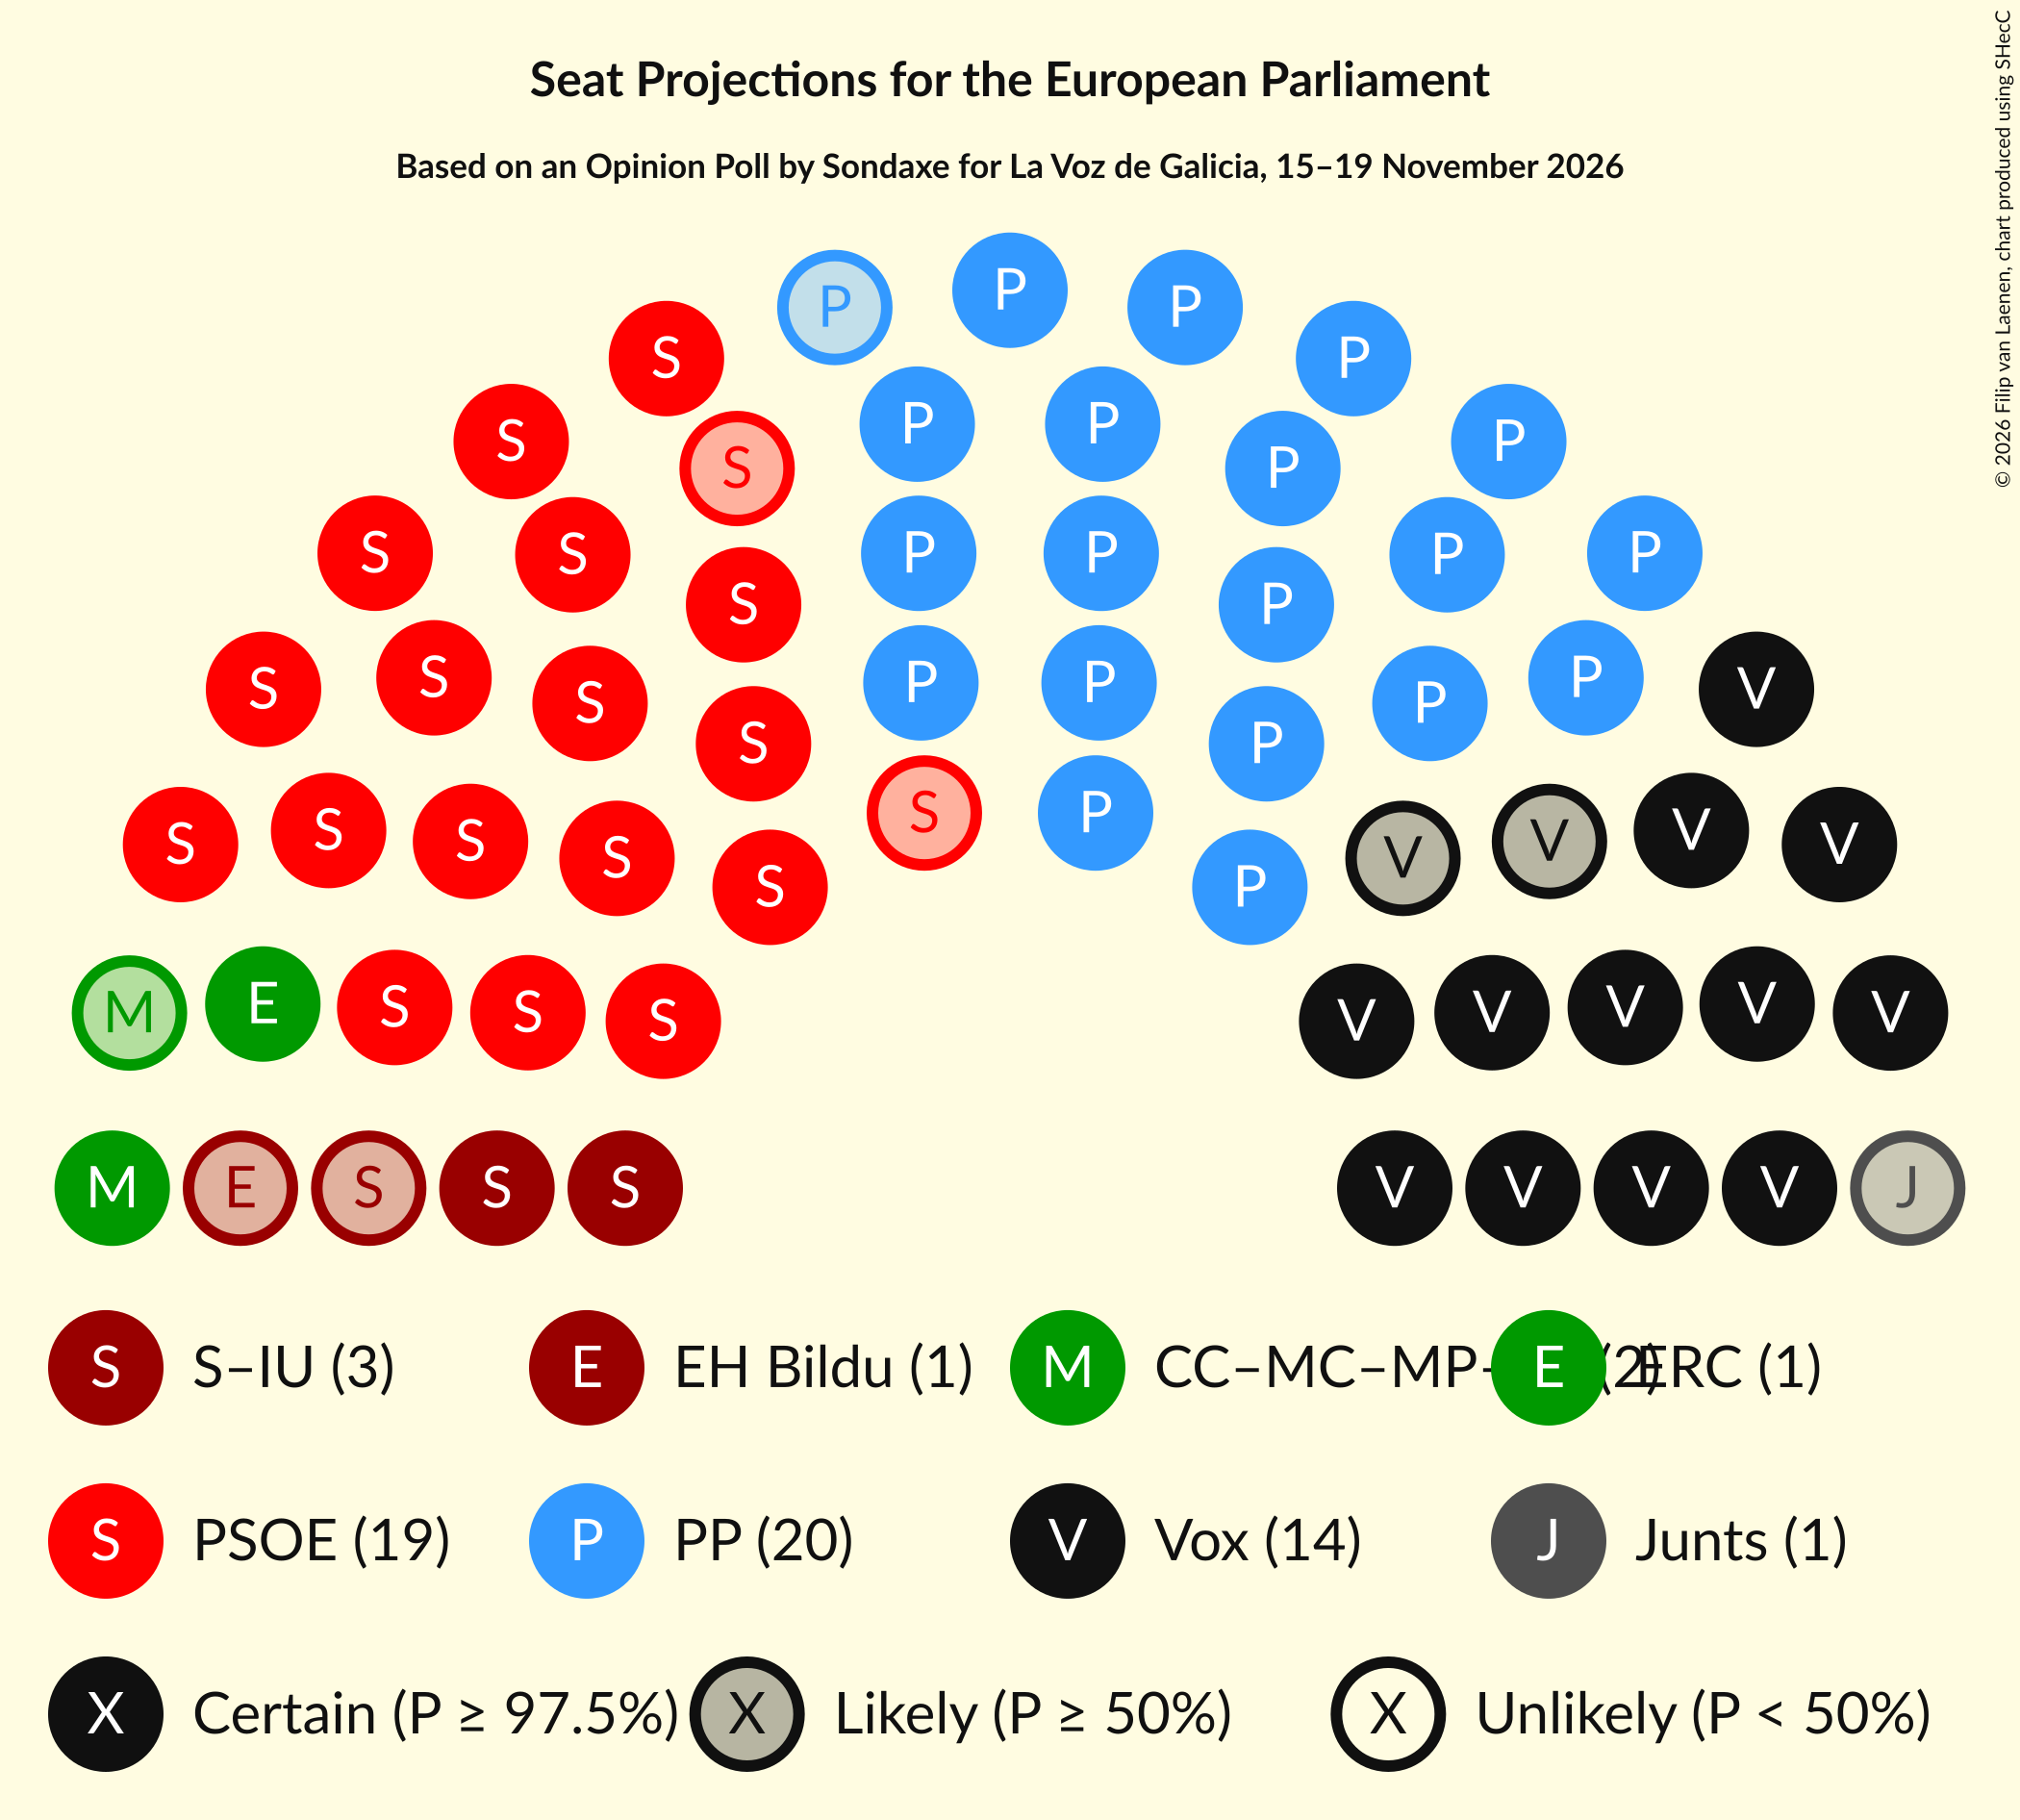 Seat Projections for the European Parliament
Based on an Opinion Poll by Sondaxe for La Voz de Galicia, 15–19 November 2026
© 2026 Filip van Laenen, chart produced using SHecC
P P P P
S P P S
S P P P S
S S P P P P S
S P P
S S P P P V
S S P P
S S S P V V V V
S S P
M E S S S V V V V V
M E S S S V V V V J
S S–IU (3) E EH Bildu (1) M CC–MC–MP– (2) E ERC (1)
S PSOE (19) P PP (20) V Vox (14) J Junts (1)
X Certain (P ≥ 97.5%) X Likely (P ≥ 50%) X Unlikely (P < 50%)